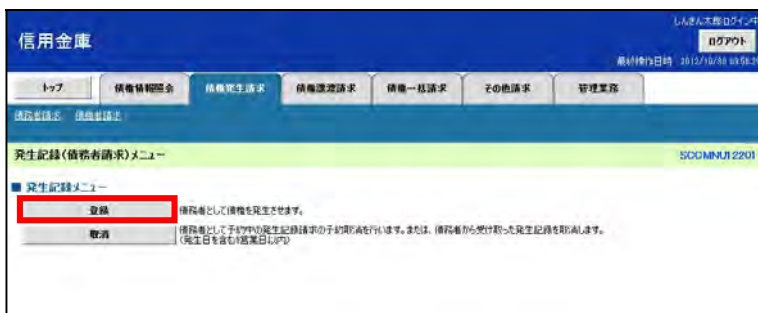 しんきん太郎ログイン中
信用金庫
ログアウト
最終操作日時
トップ
債権情報照会
債権発生請求
債権譲渡請求
債権一括請求
その他請求
管理業務
債務者請求 債権者請求
発生記録(債務者請求)メニュー
SCCMNU12201
■ 発生記録メニュー
登録
債務者として債権を発生させます。
取消
債務者として予約中の発生記録請求の予約取消を行います。または、債務者から受け取った発生記録を取消します。
(発生日を含む5営業日以内)